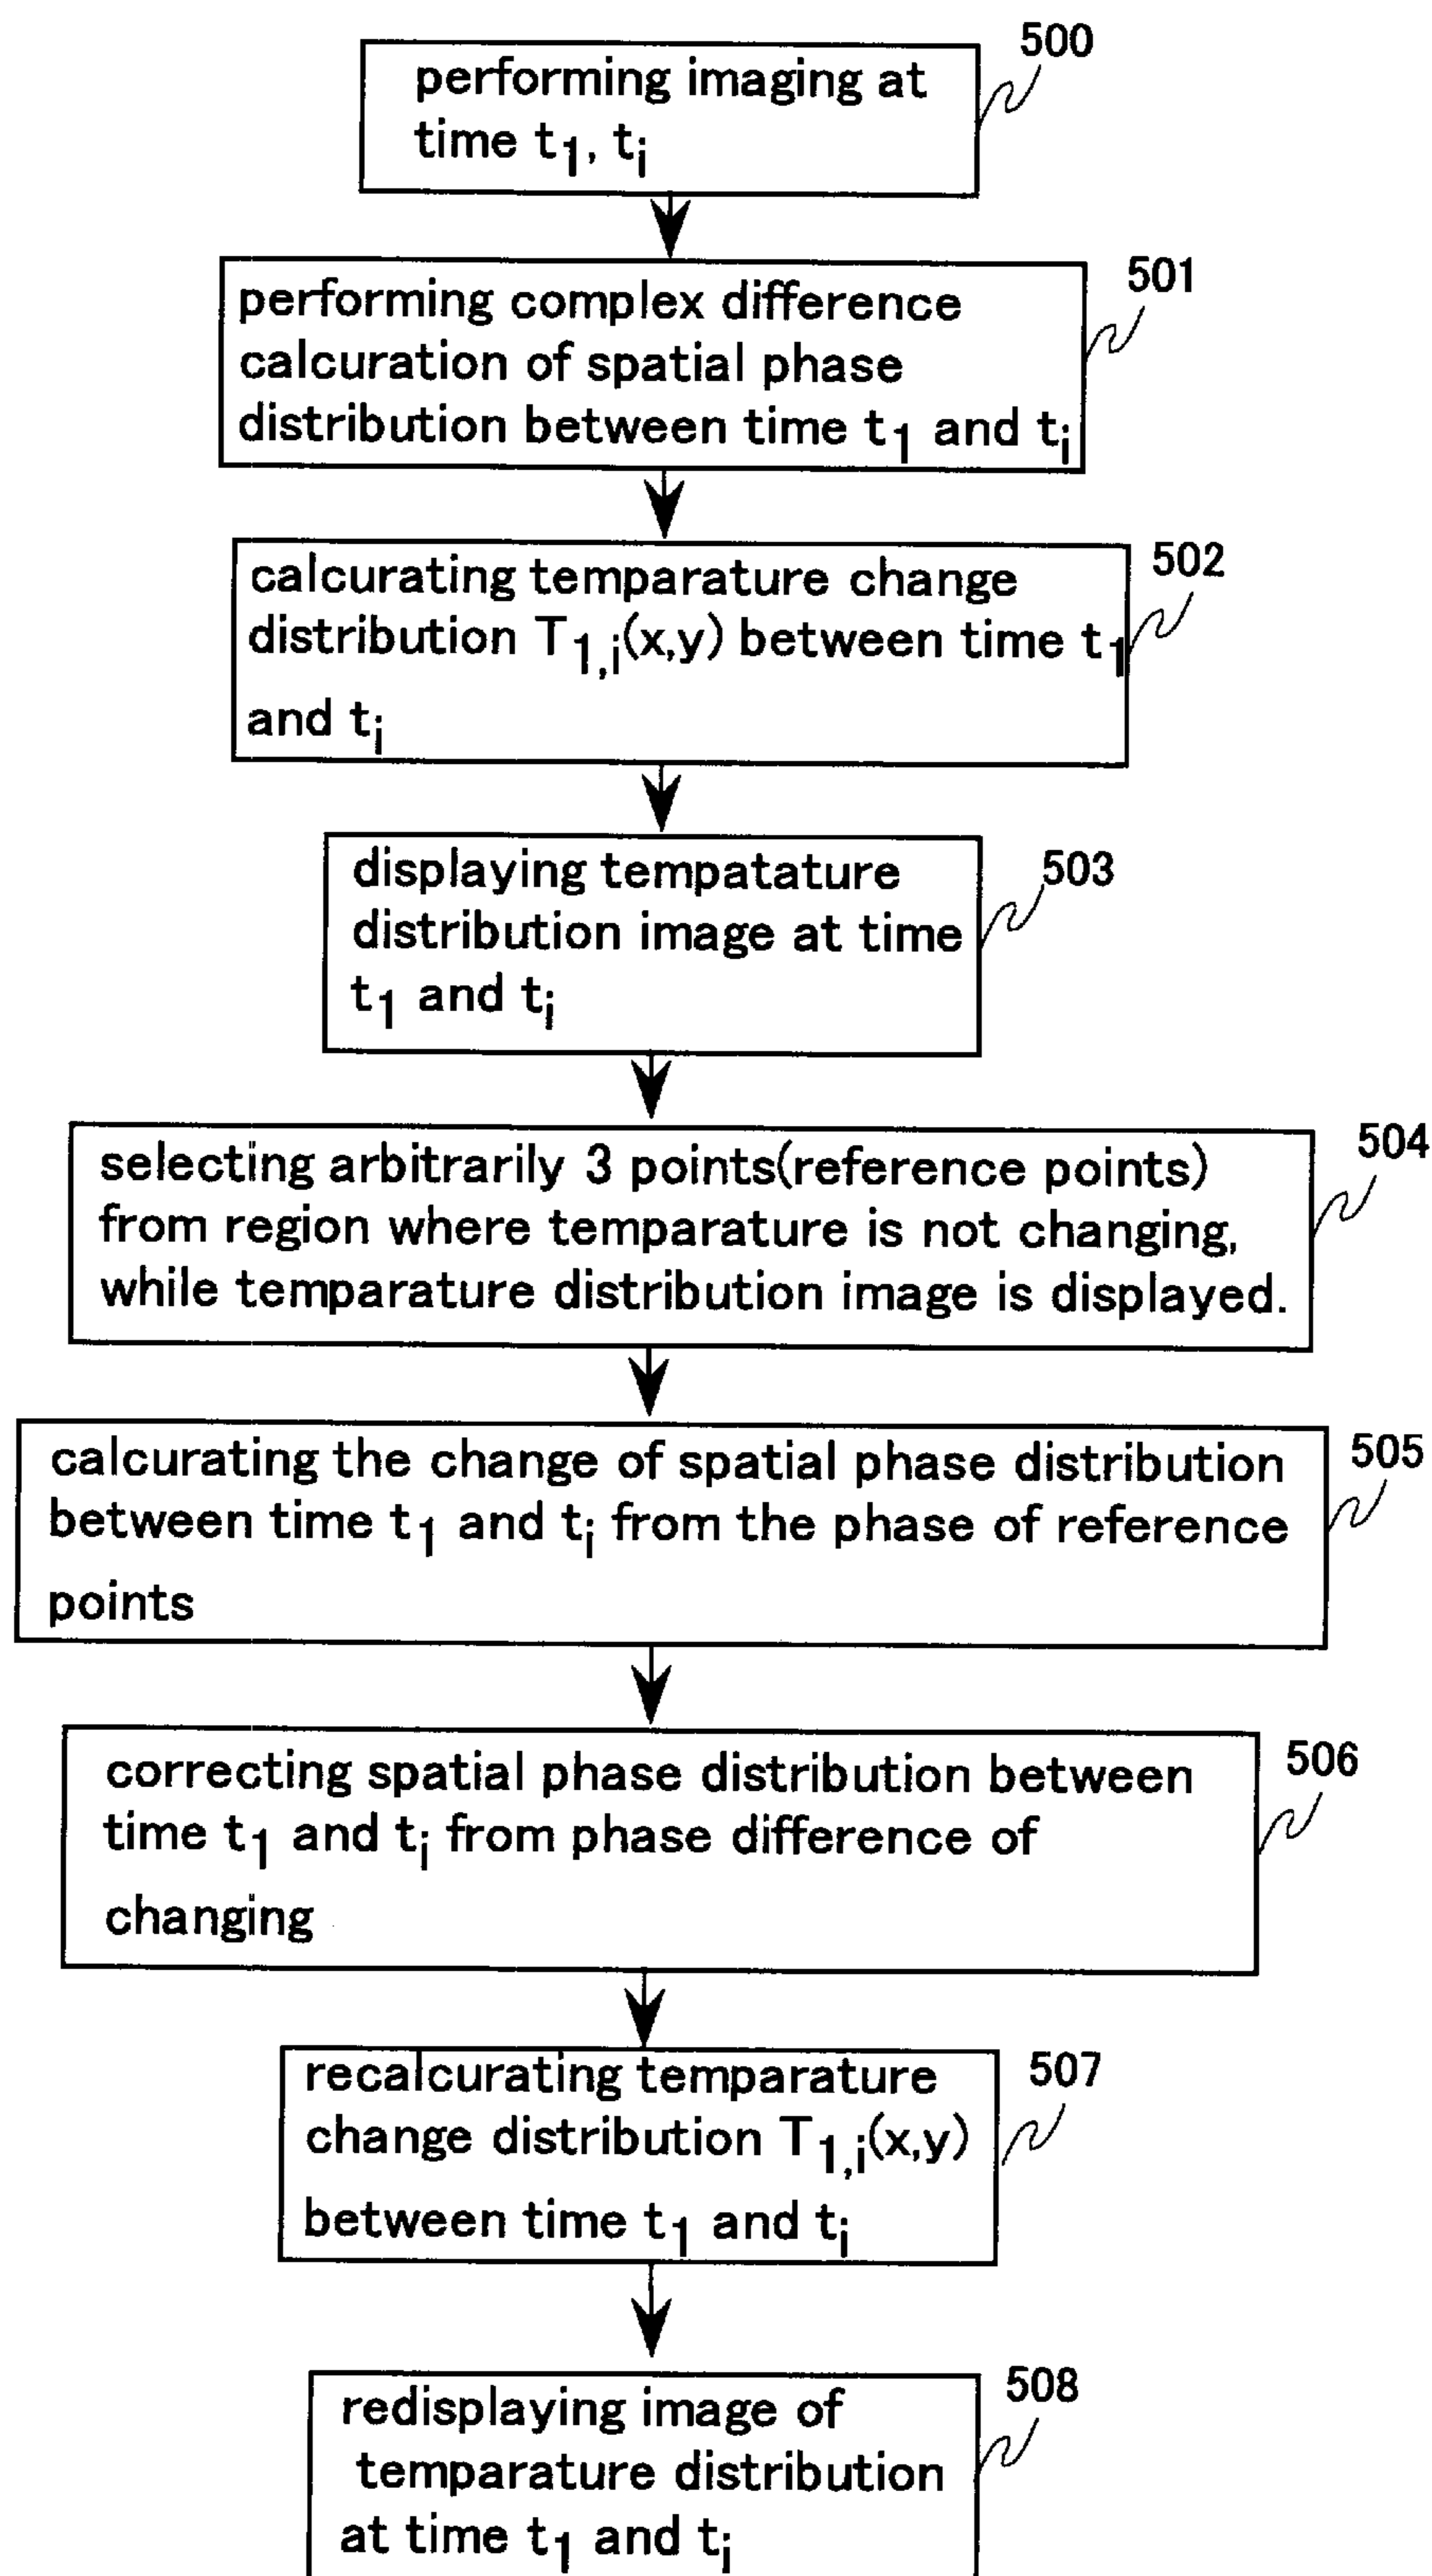 500
performing imaging at
time t1, ti
501
performing complex difference
calcuration of spatial phase
distribution between time t1 and ti
502
calcurating temparature change
distribution T1,i(x,y) between time t1
and ti
503
displaying tempatature
distribution image at time
t1 and ti
504
selecting arbitrarily 3 points(reference points)
from region where temparature is not changing,
while temparature distribution image is displayed.
505
calcurating the change of spatial phase distribution
between time t1 and ti from the phase of reference
points
506
correcting spatial phase distribution between
time t1 and ti from phase difference of
changing
507
recalcurating temparature
change distribution T1,i(x,y)
between time t1 and ti
508
redisplaying image of
temparature distribution
at time t1 and ti